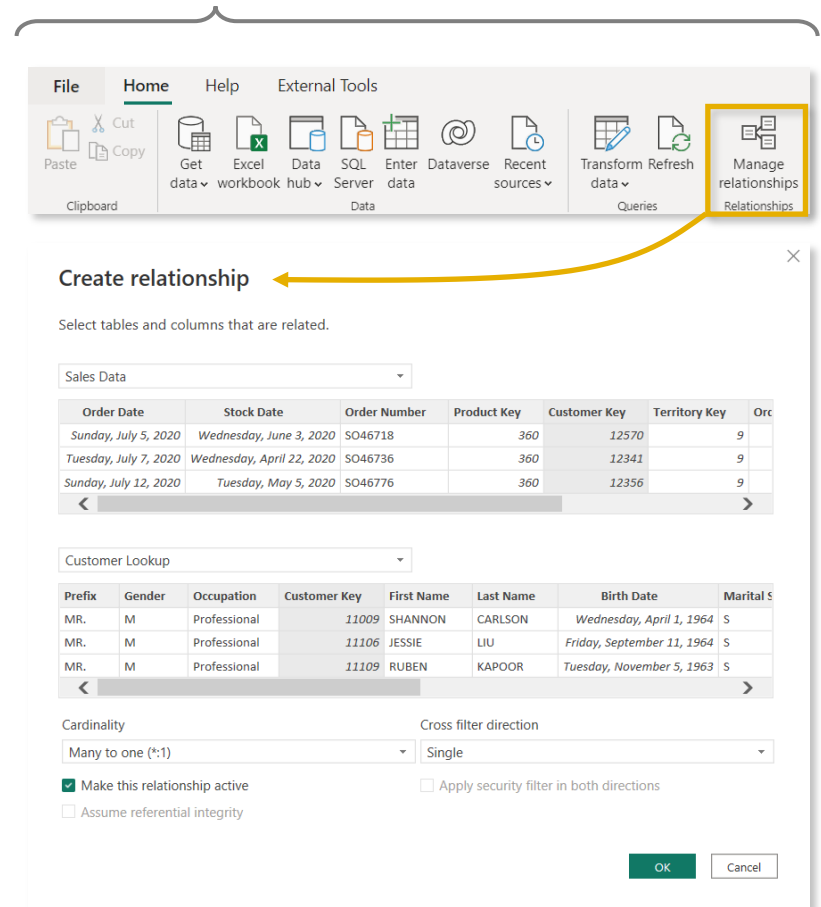 File Home Help External Tools
Paste
Cut
Copy
Clipboard
Get data
Excel workbook
Data hub
SQL Server
Enter data
Dataverse
Recent sources
Data
Transform data
Refresh
Queries
Manage relationships
Relationships
Create relationship
Select tables and columns that are related.
Sales Data
Order Date Stock Date Order Number Product Key Customer Key Territory Key Orc
Sunday, July 5, 2020 Wednesday, June 3, 2020 SO46718 360 12570 9
Tuesday, July 7, 2020 Wednesday, April 22, 2020 SO46736 360 12341 9
Sunday, July 12, 2020 Tuesday, May 5, 2020 SO46776 360 12356 9
Customer Lookup
Prefix Gender Occupation Customer Key First Name Last Name Birth Date Marital S
MR. M Professional 11009 SHANNON CARLSON Wednesday, April 1, 1964 S
MR. M Professional 11106 JESSIE LIU Friday, September 11, 1964 S
MR. M Professional 11109 RUBEN KAPOOR Tuesday, November 5, 1963 S
Cardinality Cross filter direction
Many to one (*:1) Single
Make this relationship active Apply security filter in both directions
Assume referential integrity
OK Cancel